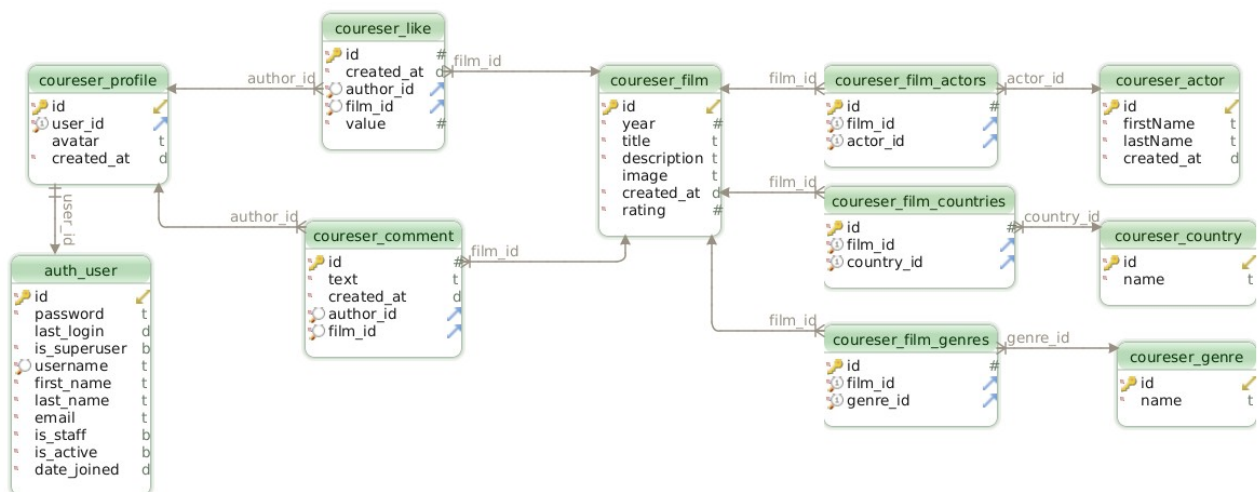 coureser_like
id #
created_at d
author_id
film_id
value #
coureser_profile
id
user_id
avatar t
created_at d
author_id
film_id
coureser_film
id
year #
title t
description t
image t
created_at d
rating #
film_id
coureser_film_actors
id #
film_id
actor_id
actor_id
coureser_actor
id
firstName t
lastName t
created_at d
film_id
coureser_film_countries
id #
film_id
country_id
country_id
coureser_country
id
name t
user_id
author_id
coureser_comment
id #
text t
created_at d
author_id
film_id
film_id
auth_user
id
password t
last_login d
is_superuser b
username t
first_name t
last_name t
email t
is_staff b
is_active b
date_joined d
film_id
coureser_film_genres
id #
film_id
genre_id
genre_id
coureser_genre
id
name t